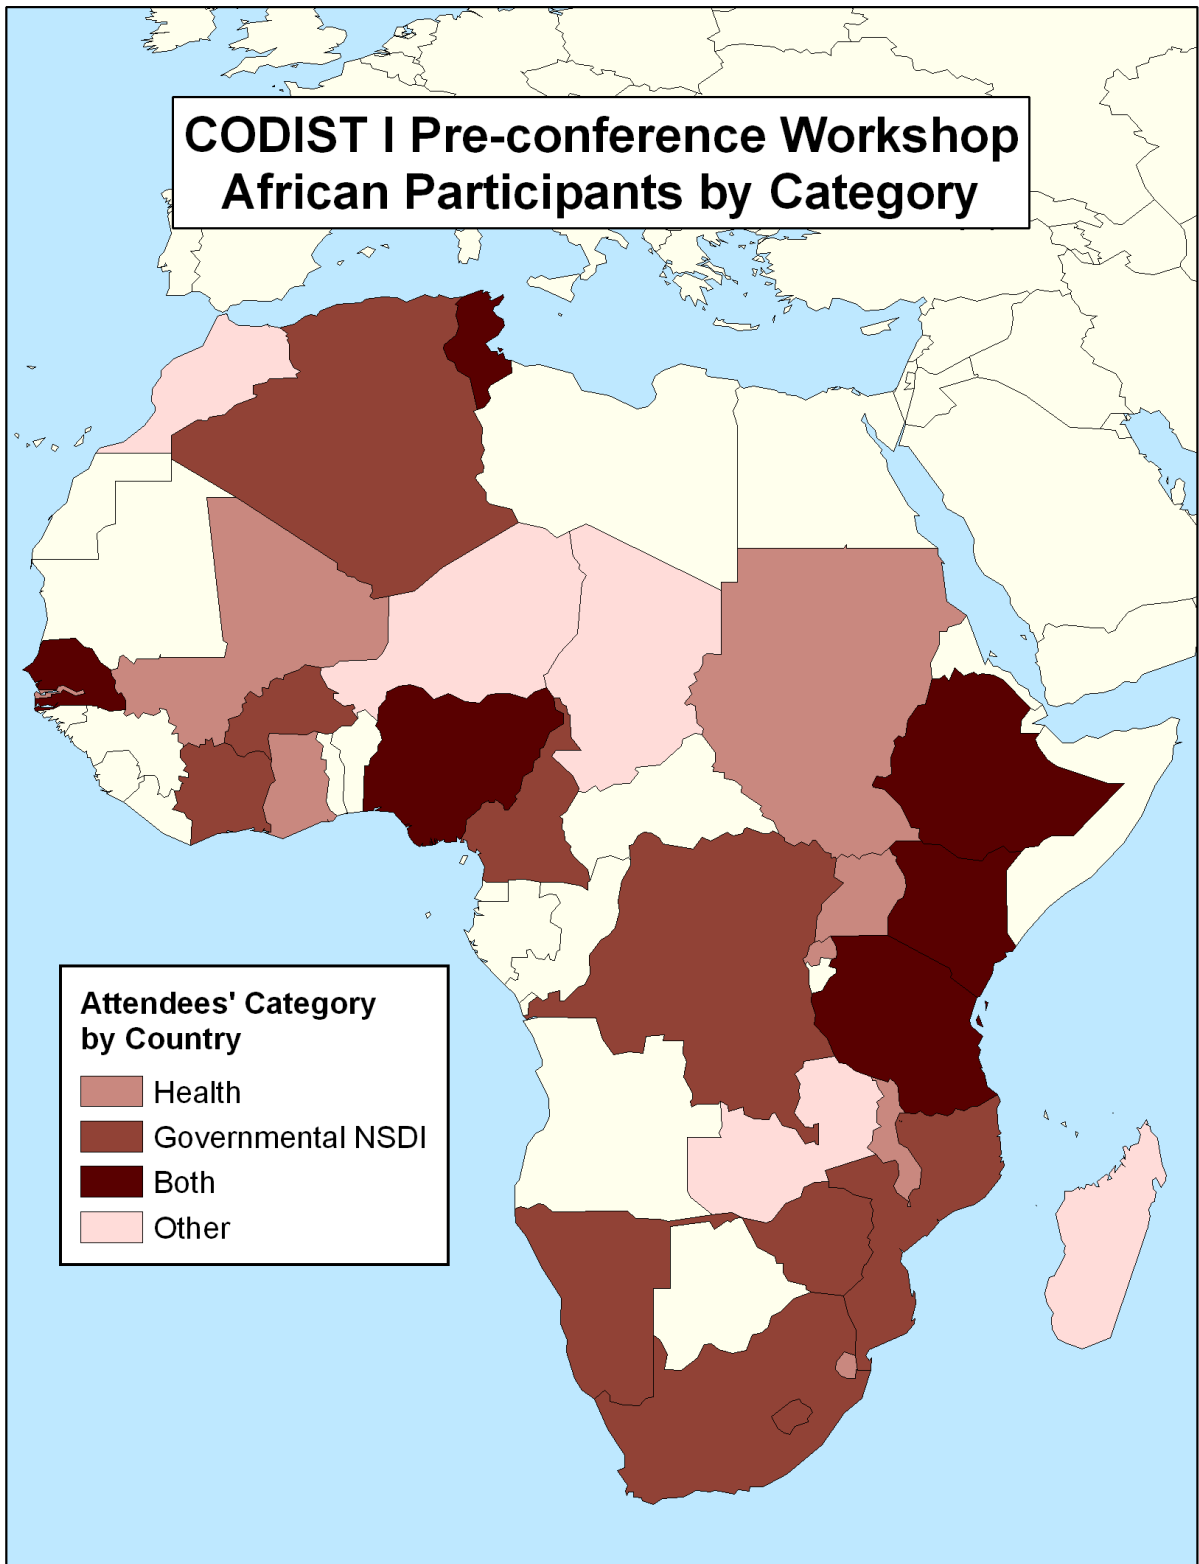 CODIST I Pre-conference Workshop
African Participants by Category
Attendees' Category
by Country
Health
Governmental NSDI
Both
Other